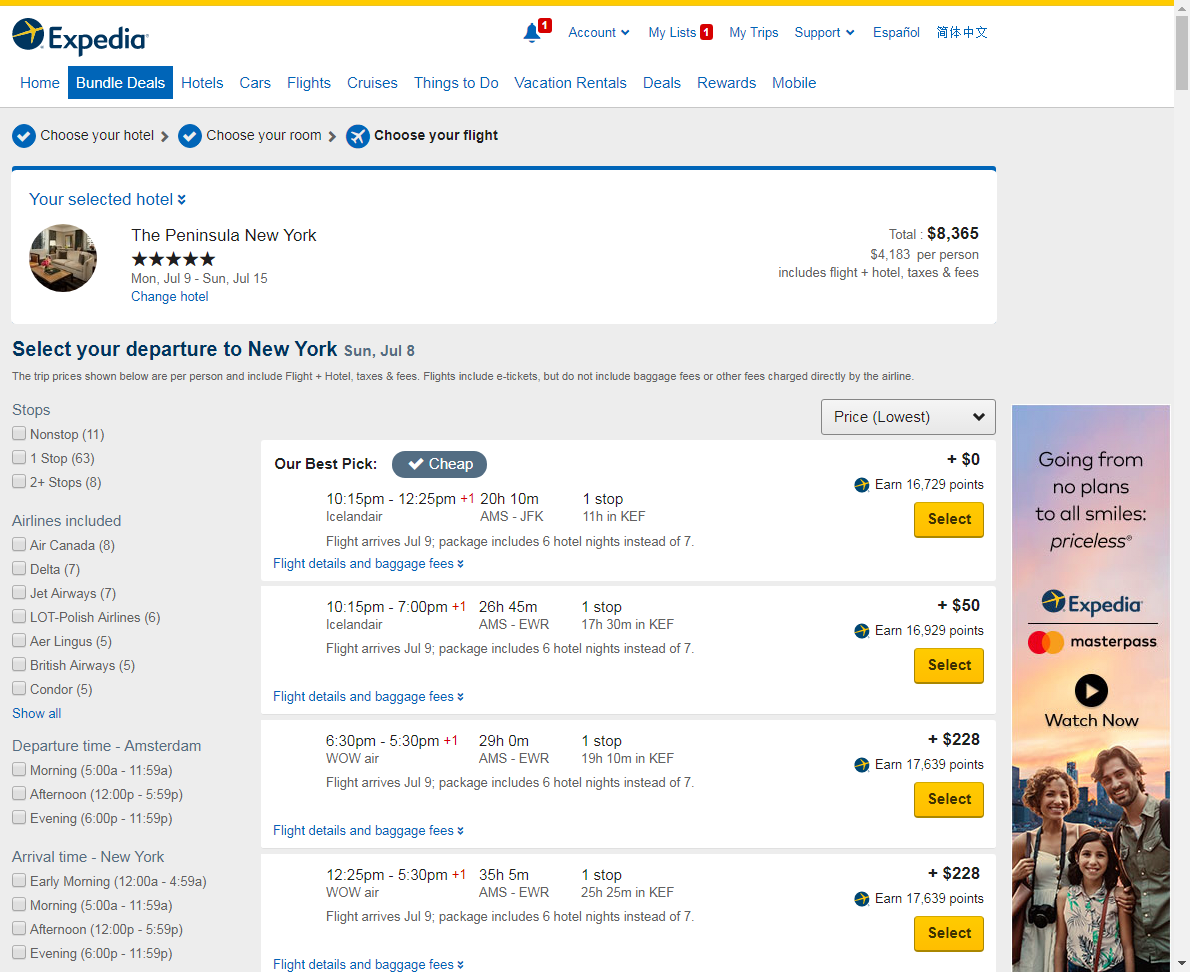 Expedia
1
Account
My Lists 1
My Trips
Support
Español
简体中文
Home
Bundle Deals
Hotels
Cars
Flights
Cruises
Things to Do
Vacation Rentals
Deals
Rewards
Mobile
Choose your hotel
Choose your room
Choose your flight
Your selected hotel
The Peninsula New York
Mon, Jul 9 - Sun, Jul 15
Change hotel
Total : $8,365
$4,183 per person
includes flight + hotel, taxes & fees
Select your departure to New York Sun, Jul 8
The trip prices shown below are per person and include Flight + Hotel, taxes & fees. Flights include e-tickets, but do not include baggage fees or other fees charged directly by the airline.
Stops
Nonstop (11)
1 Stop (63)
2+ Stops (8)
Airlines included
Air Canada (8)
Delta (7)
Jet Airways (7)
LOT-Polish Airlines (6)
Aer Lingus (5)
British Airways (5)
Condor (5)
Show all
Departure time - Amsterdam
Morning (5:00a - 11:59a)
Afternoon (12:00p - 5:59p)
Evening (6:00p - 11:59p)
Arrival time - New York
Early Morning (12:00a - 4:59a)
Morning (5:00a - 11:59a)
Afternoon (12:00p - 5:59p)
Evening (6:00p - 11:59p)
Price (Lowest)
Our Best Pick: Cheap
+ $0
Earn 16,729 points
Select
10:15pm - 12:25pm +1 20h 10m 1 stop
Icelandair AMS - JFK 11h in KEF
Flight arrives Jul 9; package includes 6 hotel nights instead of 7.
Flight details and baggage fees
+ $50
Earn 16,929 points
Select
10:15pm - 7:00pm +1 26h 45m 1 stop
Icelandair AMS - EWR 17h 30m in KEF
Flight arrives Jul 9; package includes 6 hotel nights instead of 7.
Flight details and baggage fees
+ $228
Earn 17,639 points
Select
6:30pm - 5:30pm +1 29h 0m 1 stop
WOW air AMS - EWR 19h 10m in KEF
Flight arrives Jul 9; package includes 6 hotel nights instead of 7.
Flight details and baggage fees
+ $228
Earn 17,639 points
Select
12:25pm - 5:30pm +1 35h 5m 1 stop
WOW air AMS - EWR 25h 25m in KEF
Flight arrives Jul 9; package includes 6 hotel nights instead of 7.
Flight details and baggage fees
Going from
no plans
to all smiles:
priceless®
Expedia
masterpass
Watch Now